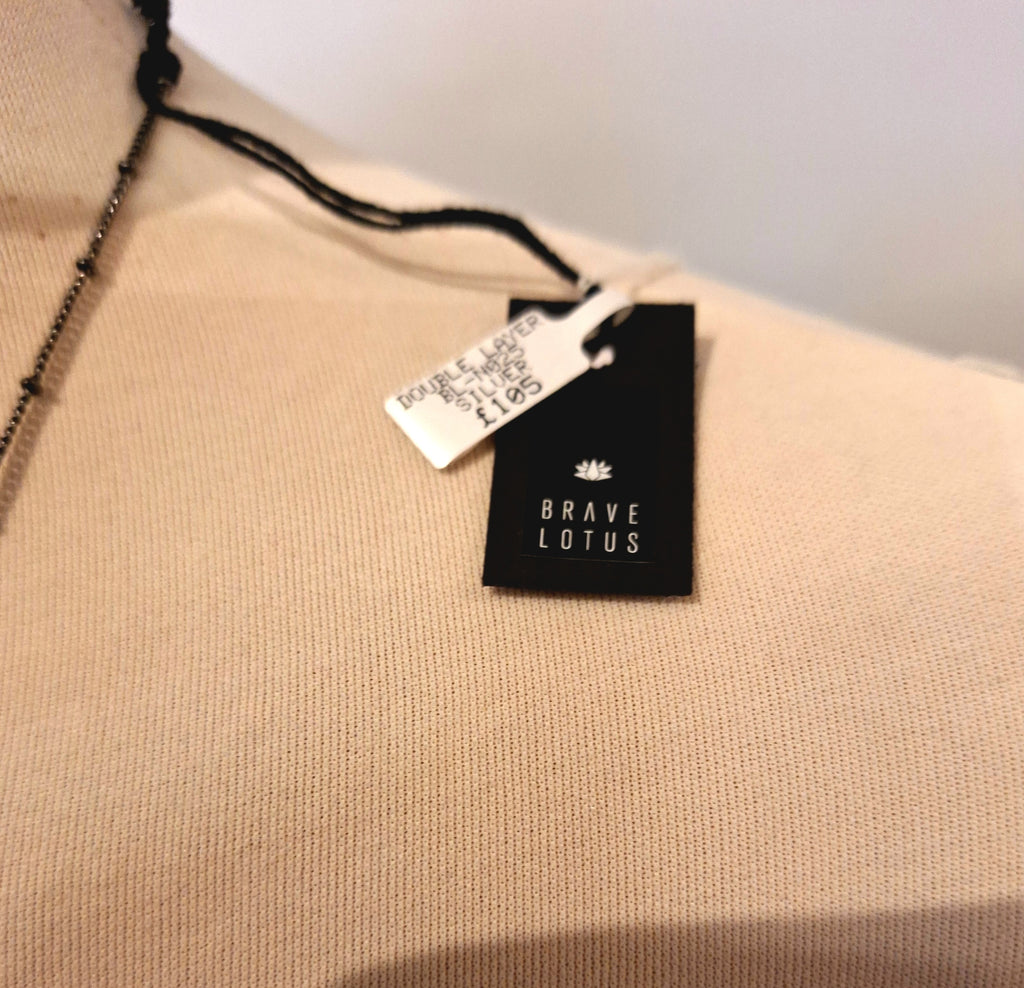 DOUBLE LAYER
BL-N025
SILVER
£105
BRAVE
LOTUS